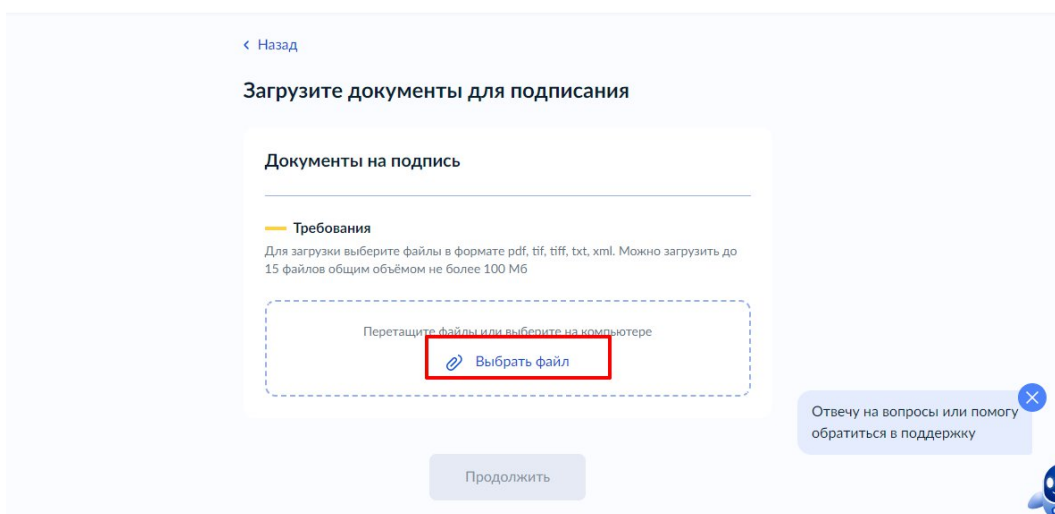 Назад
Загрузите документы для подписания
Документы на подпись
Требования
Для загрузки выберите файлы в формате pdf, tif, tiff, txt, xml. Можно загрузить до
15 файлов общим объёмом не более 100 Мб
Перетащите файлы или выберите на компьютере
Выбрать файл
Отвечу на вопросы или помогу
обратиться в поддержку
Продолжить